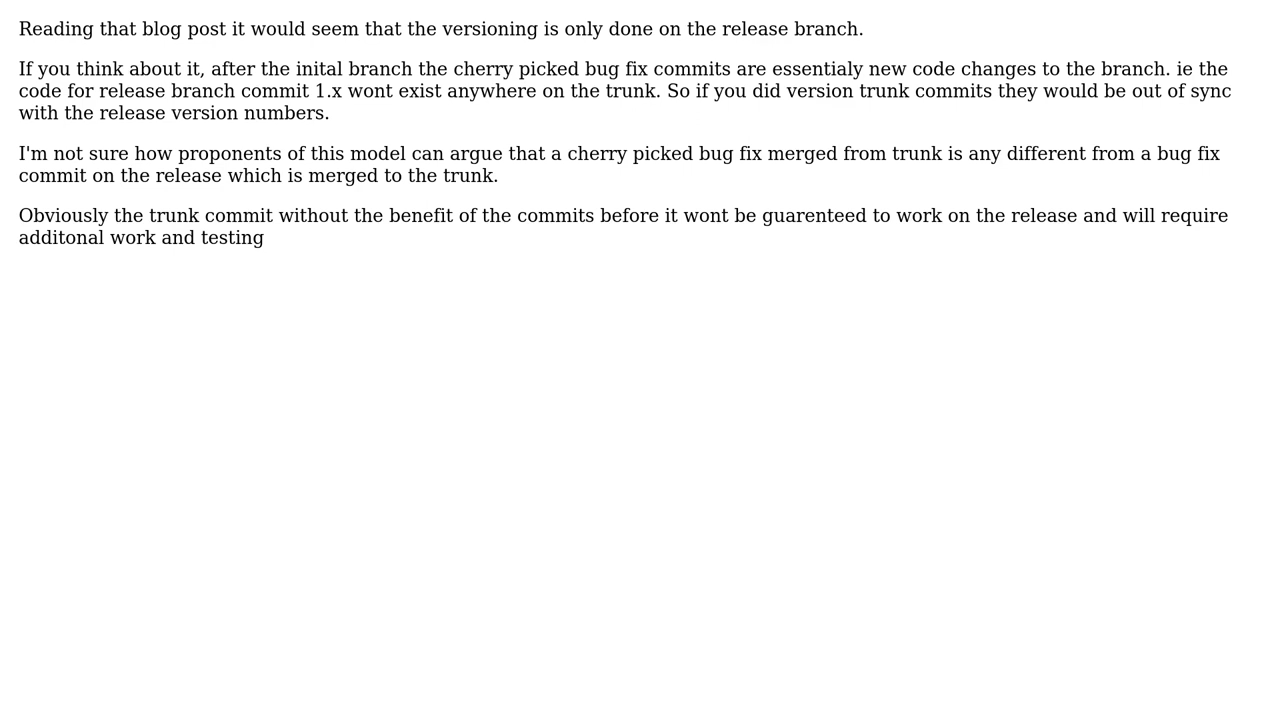 Reading that blog post it would seem that the versioning is only done on the release branch.
If you think about it, after the inital branch the cherry picked bug fix commits are essentialy new code changes to the branch. ie the
code for release branch commit 1.x wont exist anywhere on the trunk. So if you did version trunk commits they would be out of sync
with the release version numbers.
I'm not sure how proponents of this model can argue that a cherry picked bug fix merged from trunk is any different from a bug fix
commit on the release which is merged to the trunk.
Obviously the trunk commit without the benefit of the commits before it wont be guarenteed to work on the release and will require
additonal work and testing